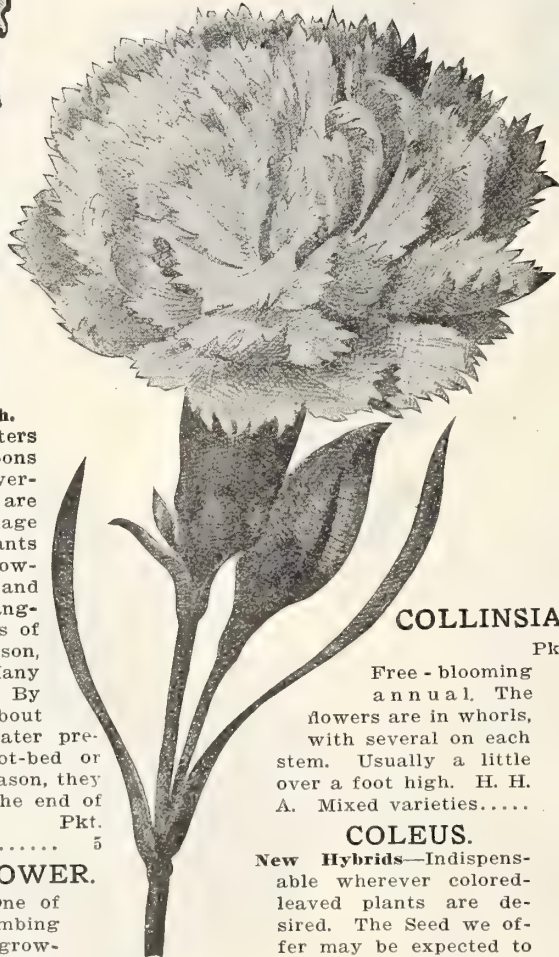 h.
ters
ons
ver-
are
age
ants
ow-
and
ng-
s of
son,
any
By
bout
ater pre-
ot-bed or
ason, they
he end of
Pkt.
...... 5
OWER.
ne of
mbing
grow-
COLLINSIA
Pk
Free-blooming
annual. The
flowers are in whorls,
with several on each
stem. Usually a little
over a foot high. H. H.
A. Mixed varieties.....
COLEUS.
New Hybrids—Indispens-
able wherever colored-
leaved plants are de-
sired. The Seed we of-
fer may be expected to